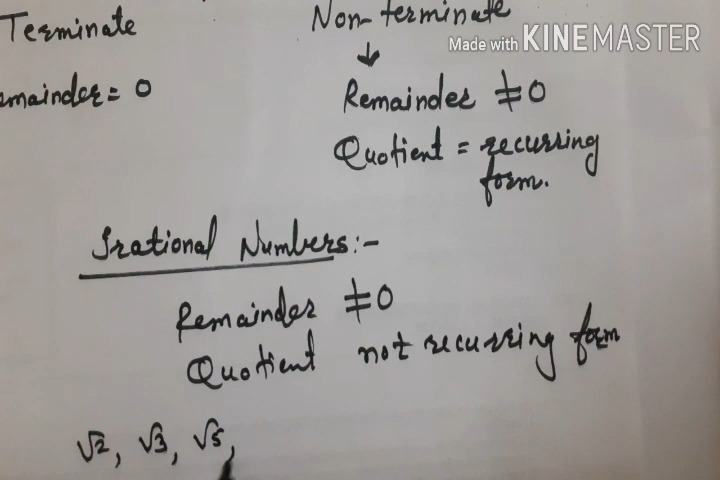 Terminate
Non-terminate
Made with KINEMASTER
↓
Remainder ≠ 0
emainder = 0
Quotient = recurring
form.
Irational Numbers:-
Remainder ≠ 0
Quotient not recurring form
√2, √3, √5,